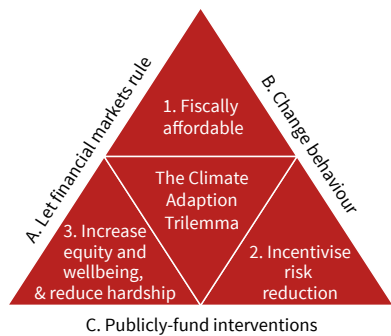 A. Let financial markets rule
B. Change behaviour
1. Fiscally
affordable
The Climate
Adaption
Trilemma
3. Increase
equity and
wellbeing,
& reduce hardship
2. Incentivise
risk
reduction
C. Publicly-fund interventions